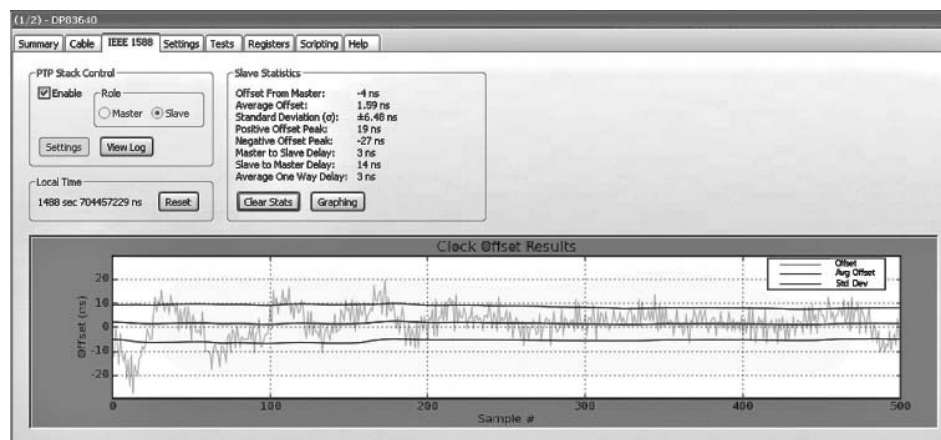 (1/2) - DP83640
Summary Cable IEEE 1588 Settings Tests Registers Scripting Help
PTP Stack Control
Enable
Role
Master Slave
Settings View Log
Local Time
1488 sec 704457229 ns Reset
Slave Statistics
Offset From Master: -4 ns
Average Offset: 1.59 ns
Standard Deviation (σ): ±6.48 ns
Positive Offset Peak: 19 ns
Negative Offset Peak: -27 ns
Master to Slave Delay: 3 ns
Slave to Master Delay: 14 ns
Average One Way Delay: 3 ns
Clear Stats Graphing
Clock Offset Results
Offset
Avg Offset
Std Dev
Offset (ns)
20
10
0
-10
-20
0 100 200 300 400 500
Sample #